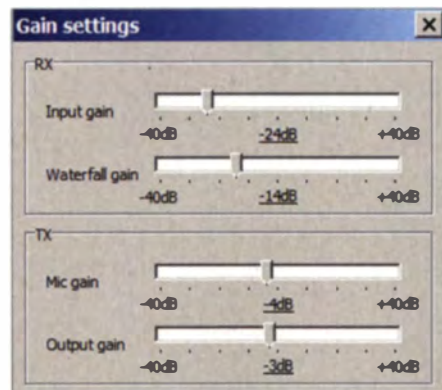 Gain settings
RX
Input gain
-40dB -24dB +40dB
Waterfall gain
-40dB -14dB +40dB
TX
Mic gain
-40dB -4dB +40dB
Output gain
-40dB -3dB +40dB